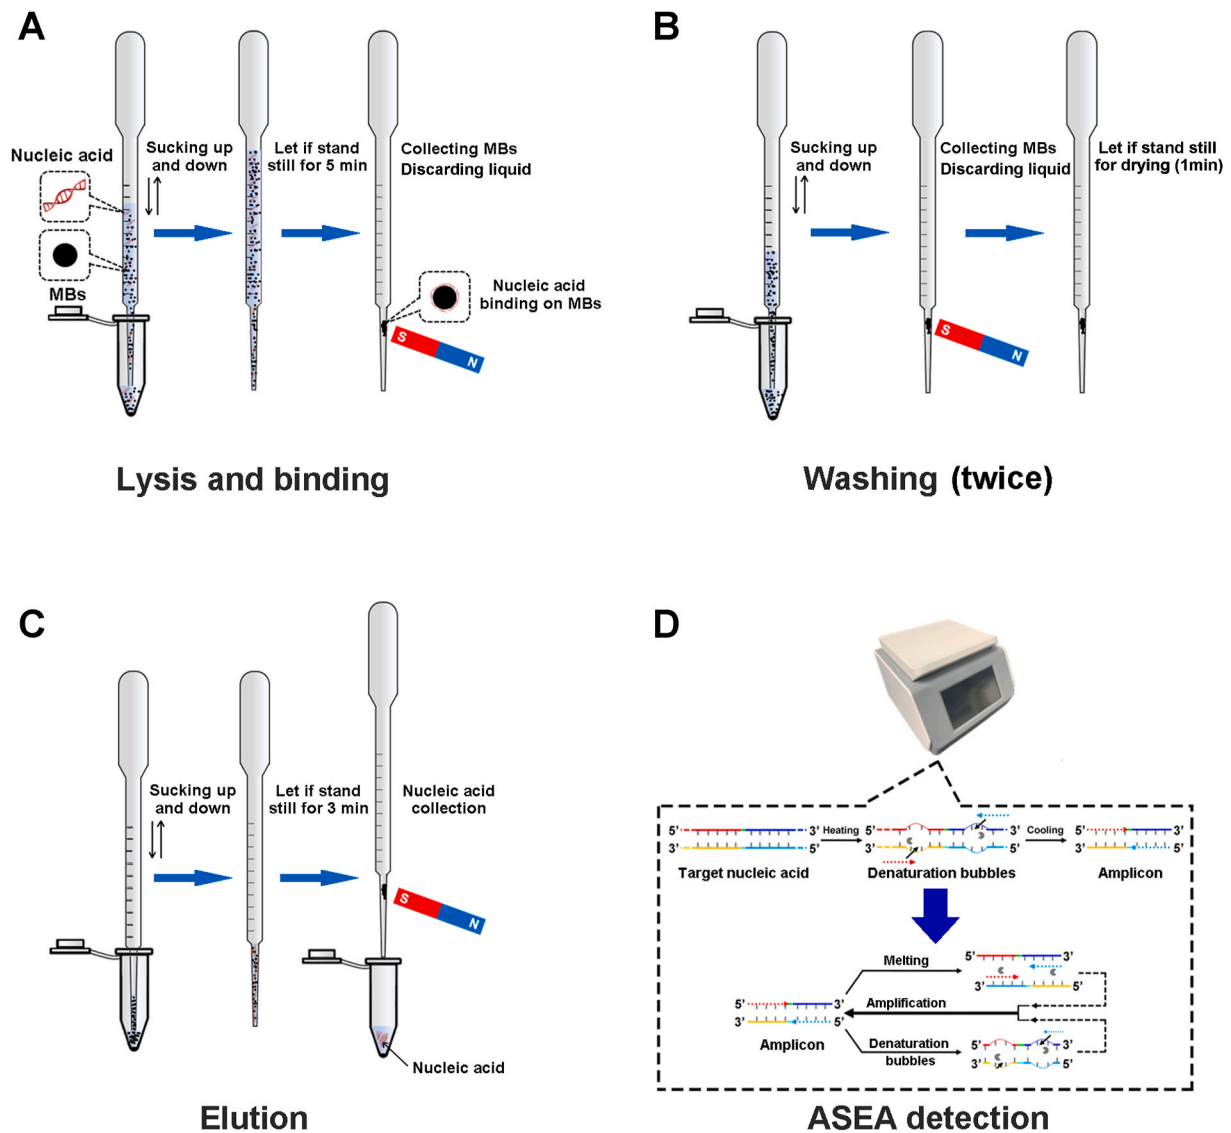 A
Nucleic acid
MBs
Sucking up
and down
Let if stand
still for 5 min
Collecting MBs
Discarding liquid
Nucleic acid
binding on MBs
S
N
Lysis and binding
B
Sucking up
and down
Collecting MBs
Discarding liquid
Let if stand still
for drying (1min)
S
N
Washing (twice)
C
Sucking up
and down
Let if stand
still for 3 min
Nucleic acid
collection
S
N
Nucleic acid
Elution
D
5’ 3’ Heating 5’ 3’ Cooling 5’ 3’
3’ 5’ 3’ 5’ 3’ 5’
Target nucleic acid Denaturation bubbles Amplicon
Melting
5’ 3’
3’ 5’
5’ 3’
3’ 5’
Amplicon
Amplification
Denaturation
bubbles
5’ 3’
3’ 5’
ASEA detection